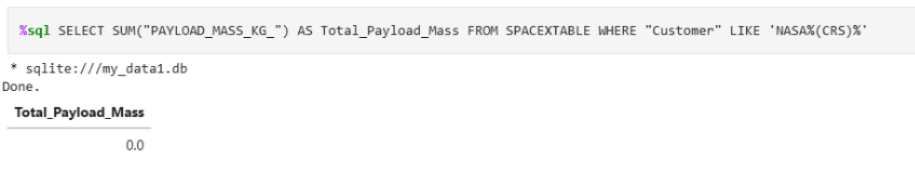 %sql SELECT SUM("PAYLOAD_MASS_KG_") AS Total_Payload_Mass FROM SPACEXTABLE WHERE "Customer" LIKE 'NASA%(CRS)%'
* sqlite:///my_data1.db
Done.
Total_Payload_Mass
0.0